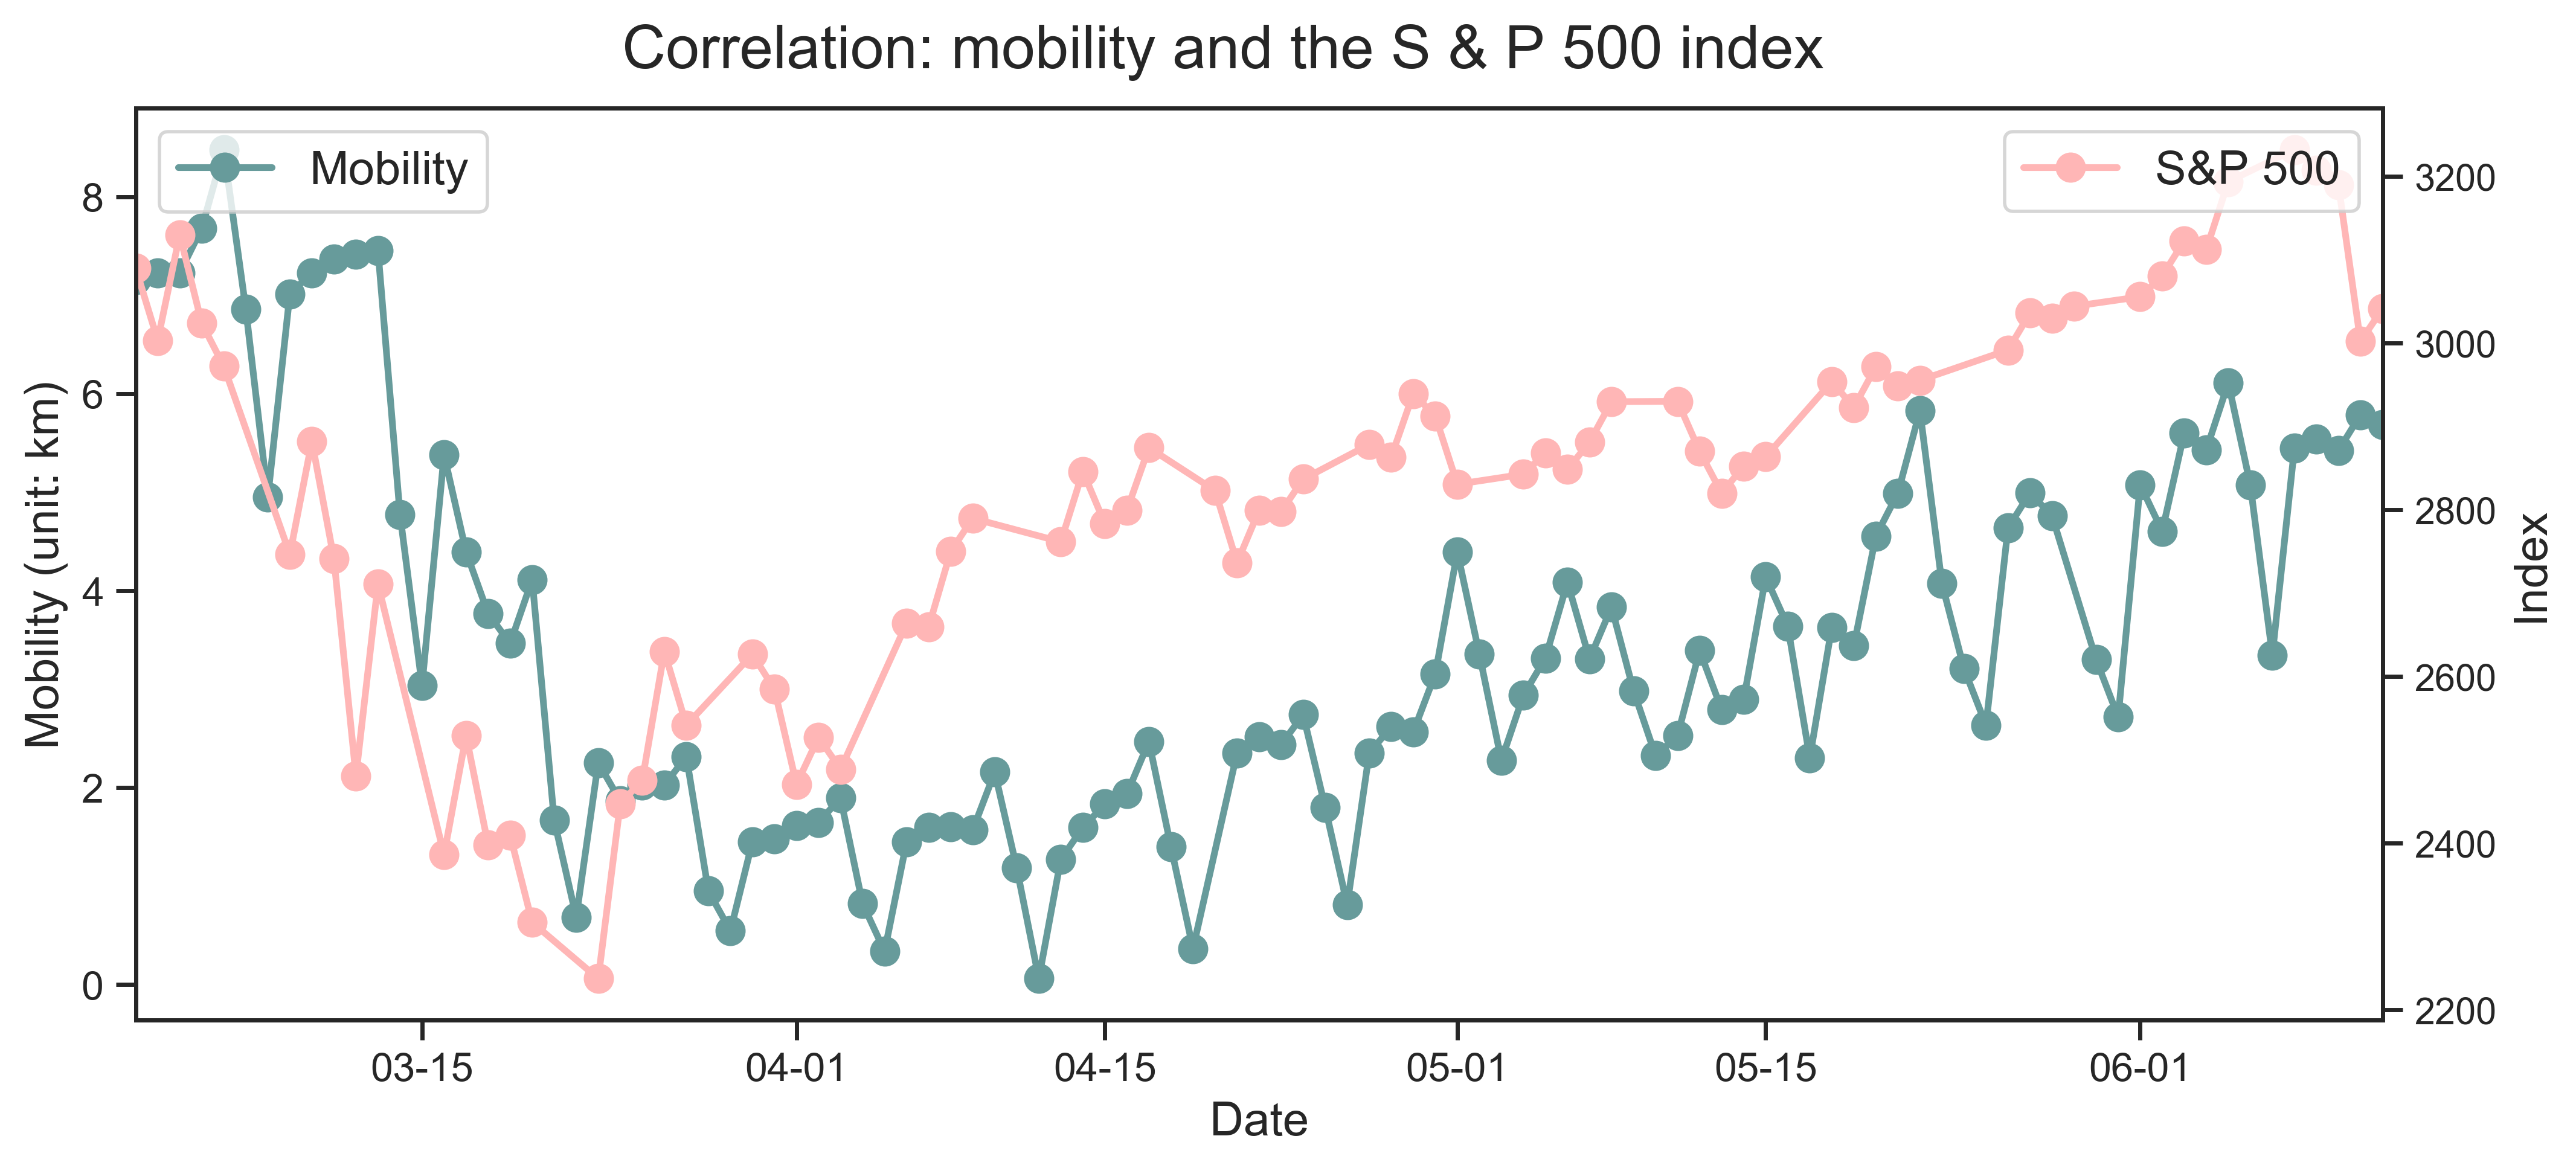 Correlation: mobility and the S & P 500 index
Mobility
S&P 500
8
6
4
2
0
Mobility (unit: km)
3200
3000
2800
2600
2400
2200
Index
03-15
04-01
04-15
05-01
05-15
06-01
Date